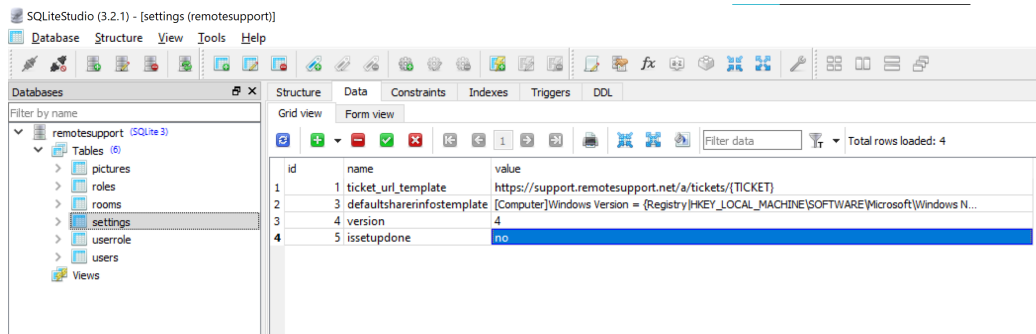 SQLiteStudio (3.2.1) - [settings (remotesupport)]
Database Structure View Tools Help
Databases
Filter by name
remotesupport (SQLite 3)
Tables (6)
pictures
roles
rooms
settings
userrole
users
Views
Structure Data Constraints Indexes Triggers DDL
Grid view Form view
1 Filter data Total rows loaded: 4
id name value
1 1 ticket_url_template https://support.remotesupport.net/a/tickets/{TICKET}
2 3 defaultsharerinfostemplate [Computer]Windows Version = {Registry|HKEY_LOCAL_MACHINE\SOFTWARE\Microsoft\Windows N...
3 4 version 4
4 5 issetupdone no